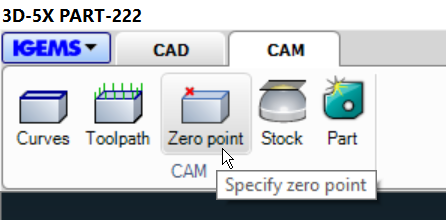 3D-5X PART-222
IGEMS CAD CAM
Curves Toolpath Zero point Stock Part
CAM
Specify zero point